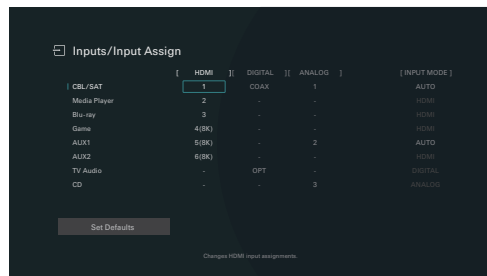 Inputs/Input Assign
[ HDMI ][ DIGITAL ][ ANALOG ] [ INPUT MODE ]
CBL/SAT 1 COAX 1 AUTO
Media Player 2 - - HDMI
Blu-ray 3 - - HDMI
Game 4(8K) - - HDMI
AUX1 5(8K) - 2 AUTO
AUX2 6(8K) - - HDMI
TV Audio - OPT - DIGITAL
CD - - 3 ANALOG
Set Defaults
Changes HDMI input assignments.